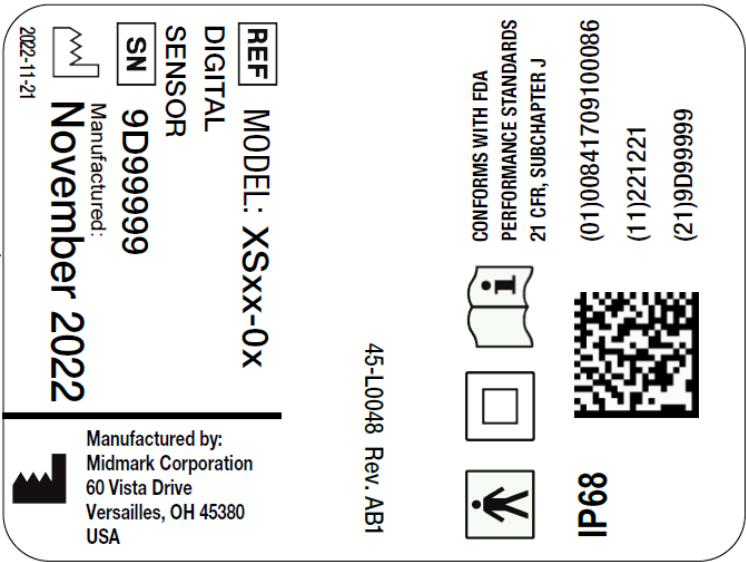 REF MODEL: XSxx-0x
DIGITAL
SENSOR
SN 9D99999
Manufactured:
November 2022
2022-11-21
Manufactured by:
Midmark Corporation
60 Vista Drive
Versailles, OH 45380
USA
45-L0048 Rev. AB1
CONFORMS WITH FDA
PERFORMANCE STANDARDS
21 CFR, SUBCHAPTER J
(01)00841709100086
(11)221221
(21)9D99999
IP68